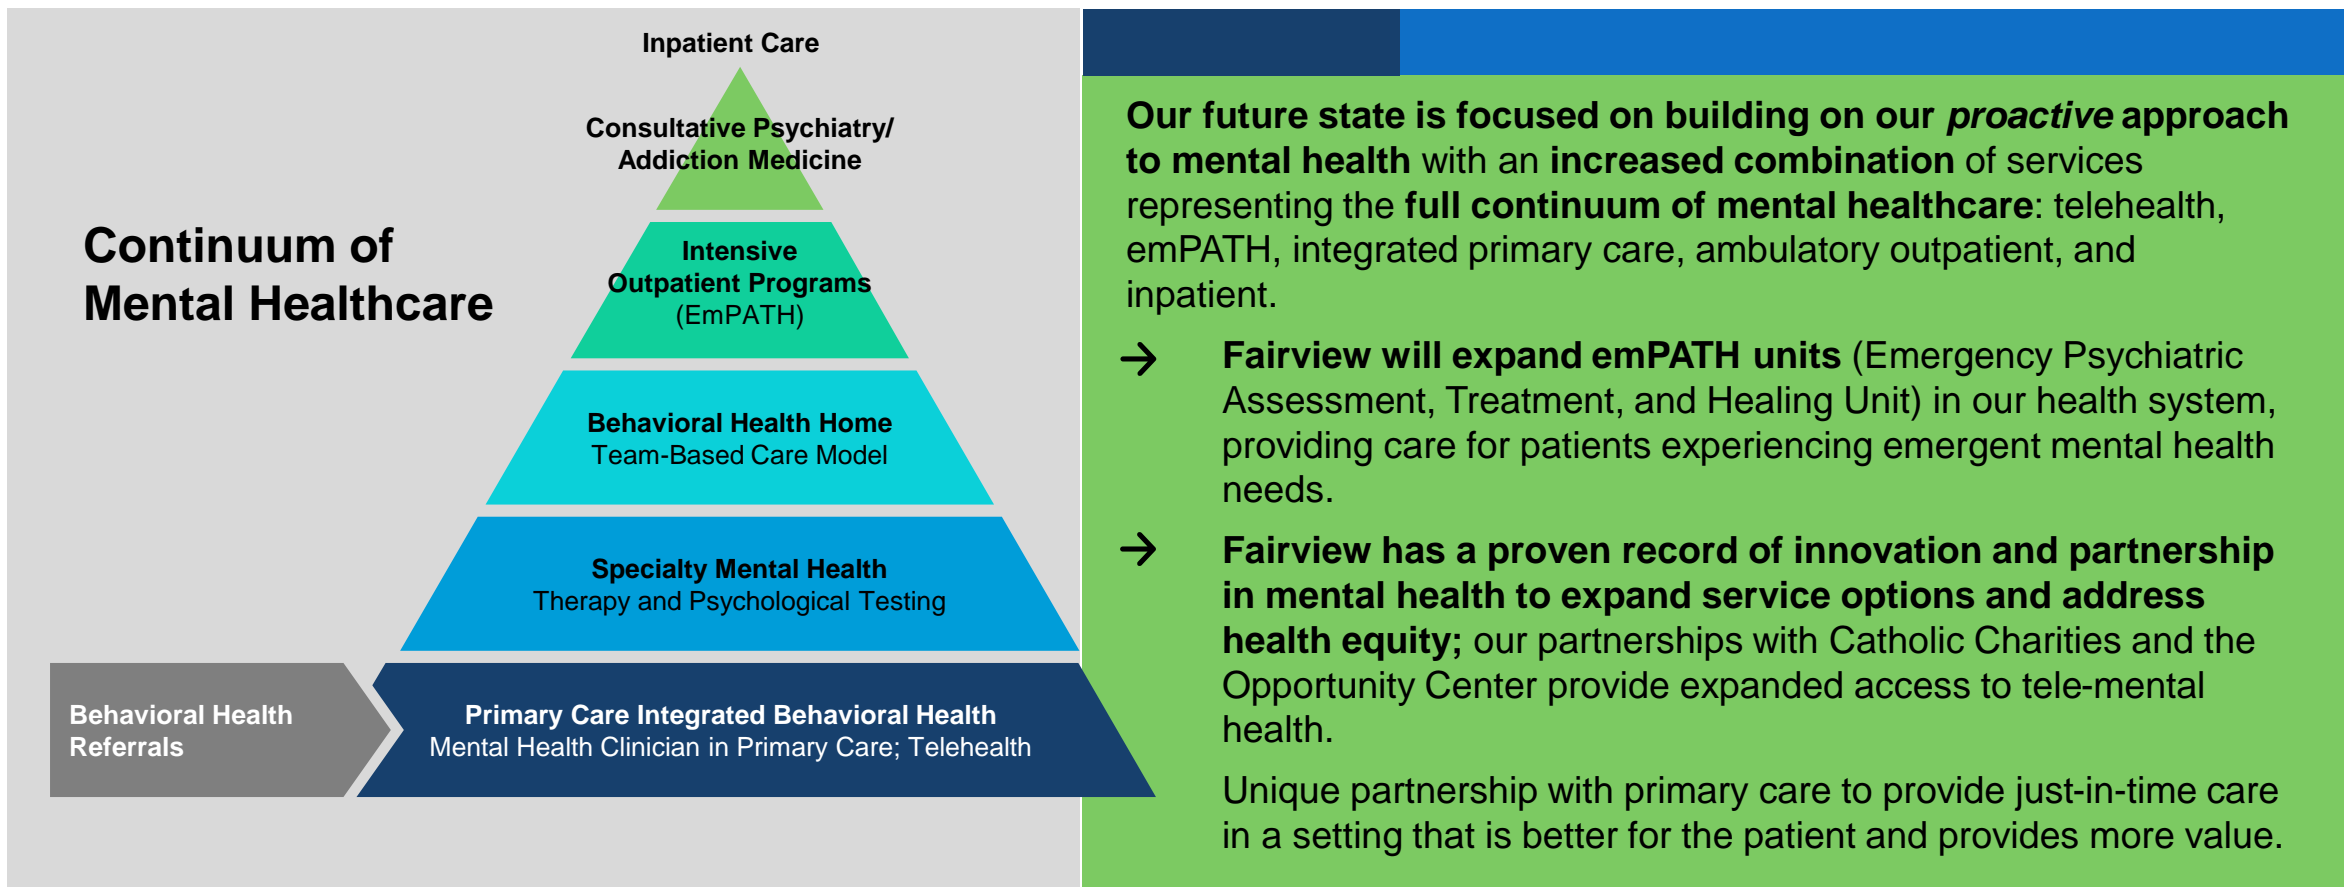 Inpatient Care
Consultative Psychiatry/
Addiction Medicine
Continuum of
Mental Healthcare
Intensive
Outpatient Programs
(EmPATH)
Behavioral Health Home
Team-Based Care Model
Specialty Mental Health
Therapy and Psychological Testing
Behavioral Health
Referrals
Primary Care Integrated Behavioral Health
Mental Health Clinician in Primary Care; Telehealth
Our future state is focused on building on our proactive approach
to mental health with an increased combination of services
representing the full continuum of mental healthcare: telehealth,
emPATH, integrated primary care, ambulatory outpatient, and
inpatient.
→ Fairview will expand emPATH units (Emergency Psychiatric
Assessment, Treatment, and Healing Unit) in our health system,
providing care for patients experiencing emergent mental health
needs.
→ Fairview has a proven record of innovation and partnership
in mental health to expand service options and address
health equity; our partnerships with Catholic Charities and the
Opportunity Center provide expanded access to tele-mental
health.
Unique partnership with primary care to provide just-in-time care
in a setting that is better for the patient and provides more value.